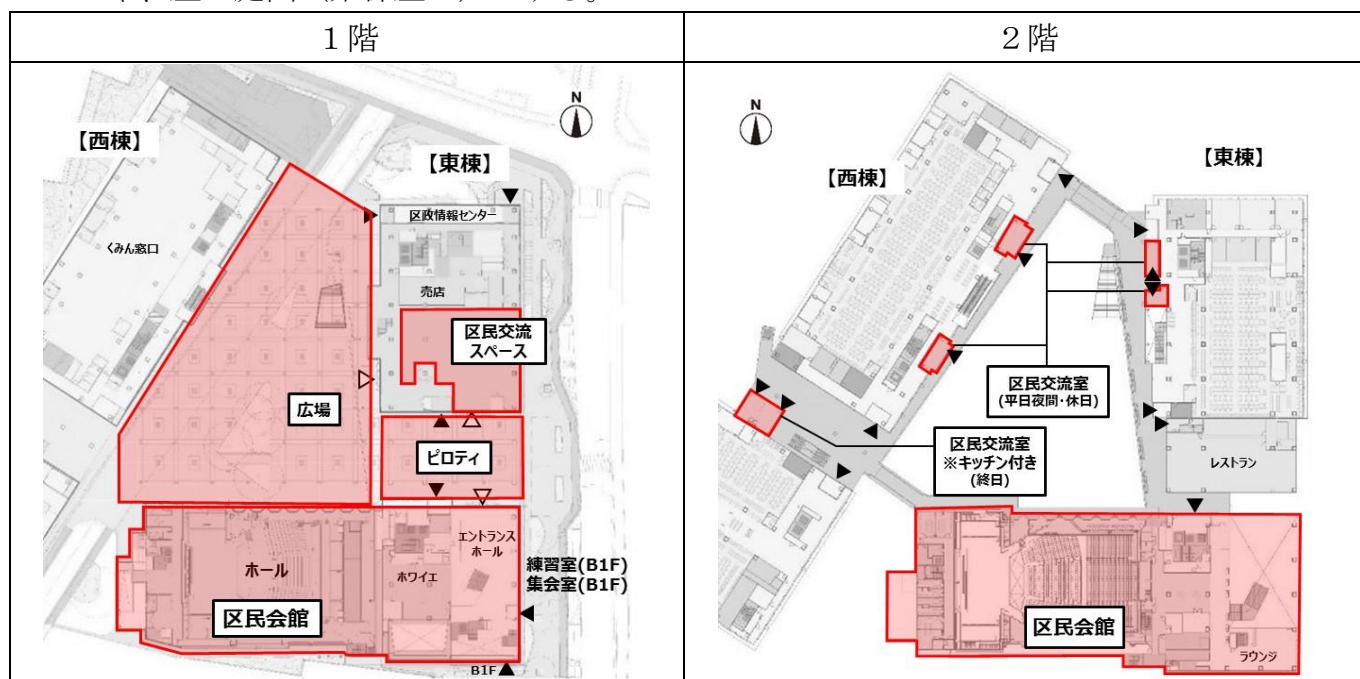 １階
２階
N
【西棟】
【東棟】
区政情報センター
くみん窓口
売店
区民交流
スペース
広場
ピロティ
エントランス
ホール
ホール
ホワイエ
練習室(B1F)
集会室(B1F)
区民会館
B1F
N
【東棟】
【西棟】
区民交流室
(平日夜間・休日)
区民交流室
※キッチン付き
(終日)
レストラン
区民会館
ラウンジ